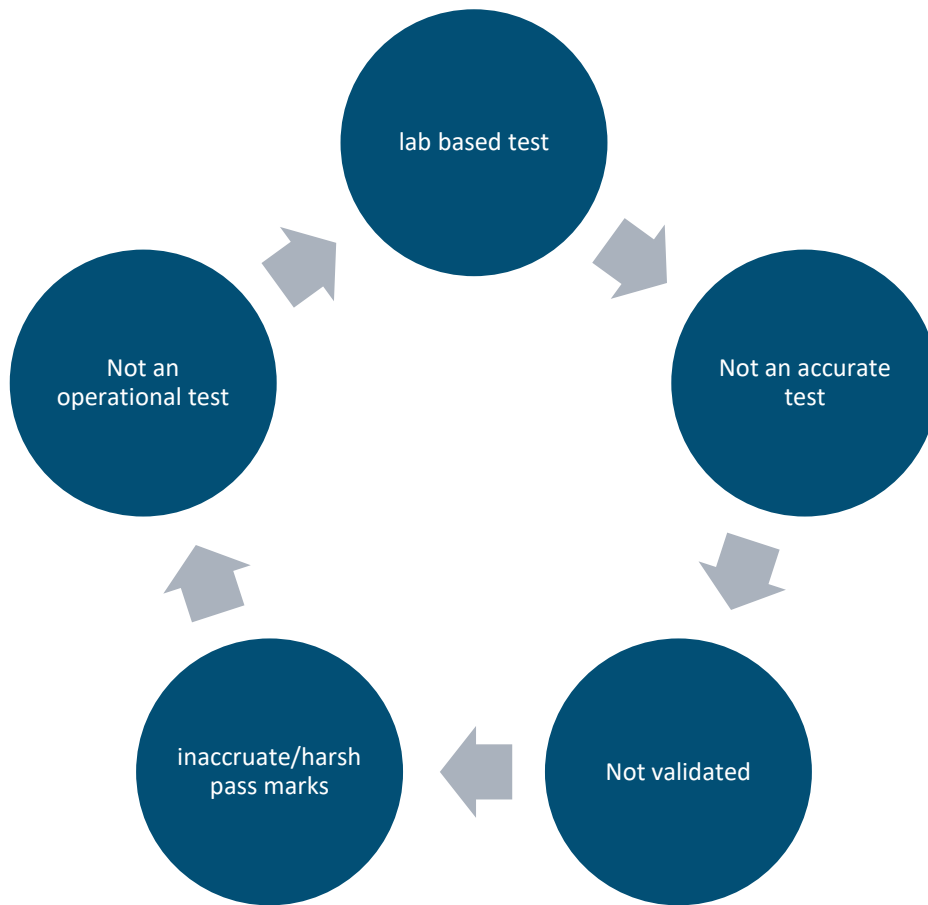 lab based test
Not an accurate
test
Not validated
inaccruate/harsh
pass marks
Not an
operational test